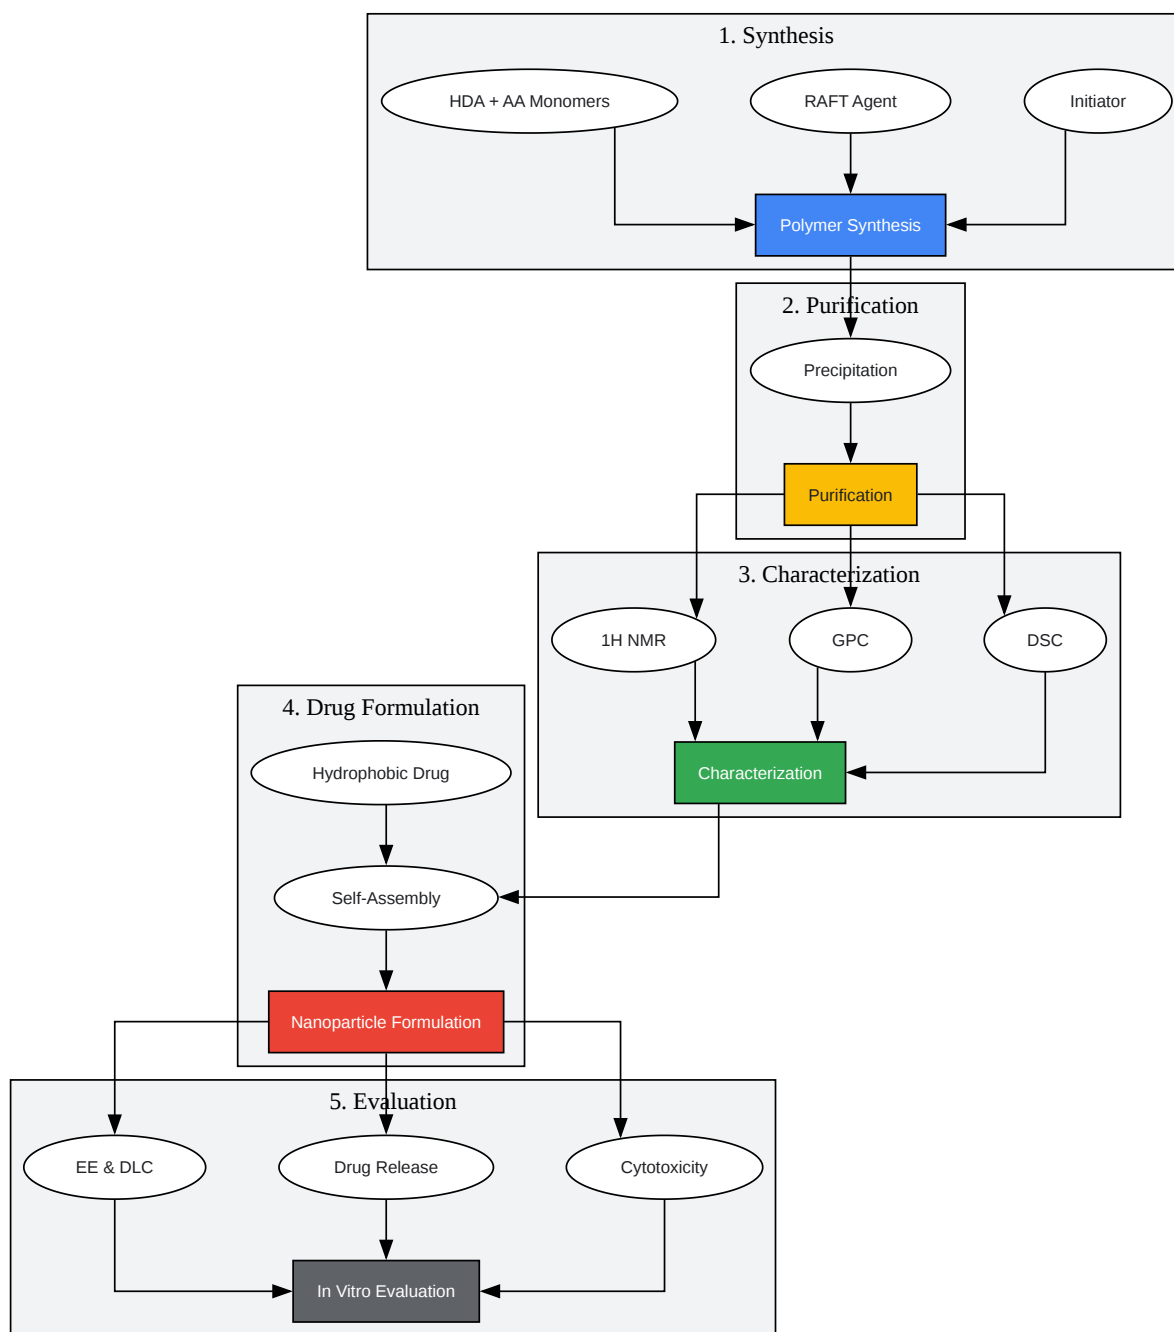 1. Synthesis
HDA + AA Monomers
RAFT Agent
Initiator
Polymer Synthesis
2. Purification
Precipitation
Purification
3. Characterization
1H NMR
GPC
DSC
4. Drug Formulation
Hydrophobic Drug
Characterization
Self-Assembly
Nanoparticle Formulation
5. Evaluation
EE & DLC
Drug Release
Cytotoxicity
In Vitro Evaluation